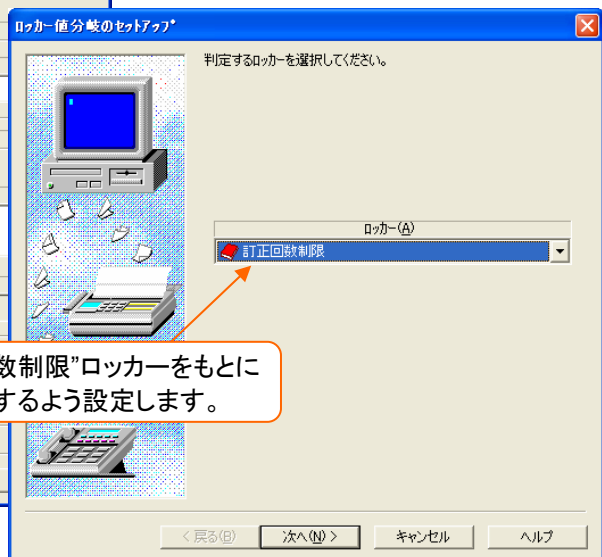 ロッカー値分岐のセットアップ
判定するロッカーを選択してください。
ロッカー(A)
訂正回数制限
数制限”ロッカーをもとに
するよう設定します。
< 戻る(B)
次へ(N) >
キャンセル
ヘルプ